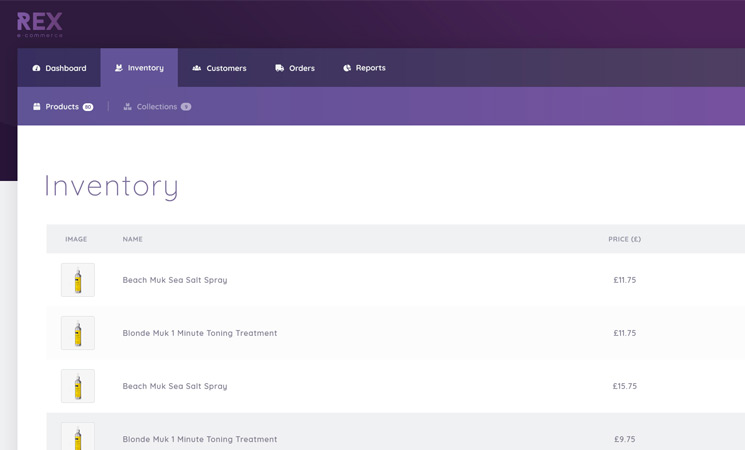 REX
e-commerce
Dashboard Inventory Customers Orders Reports
Products 50 Collections
Inventory
IMAGE NAME PRICE (£)
Beach Muk Sea Salt Spray £11.75
Blonde Muk 1 Minute Toning Treatment £11.75
Beach Muk Sea Salt Spray £15.75
Blonde Muk 1 Minute Toning Treatment £9.75